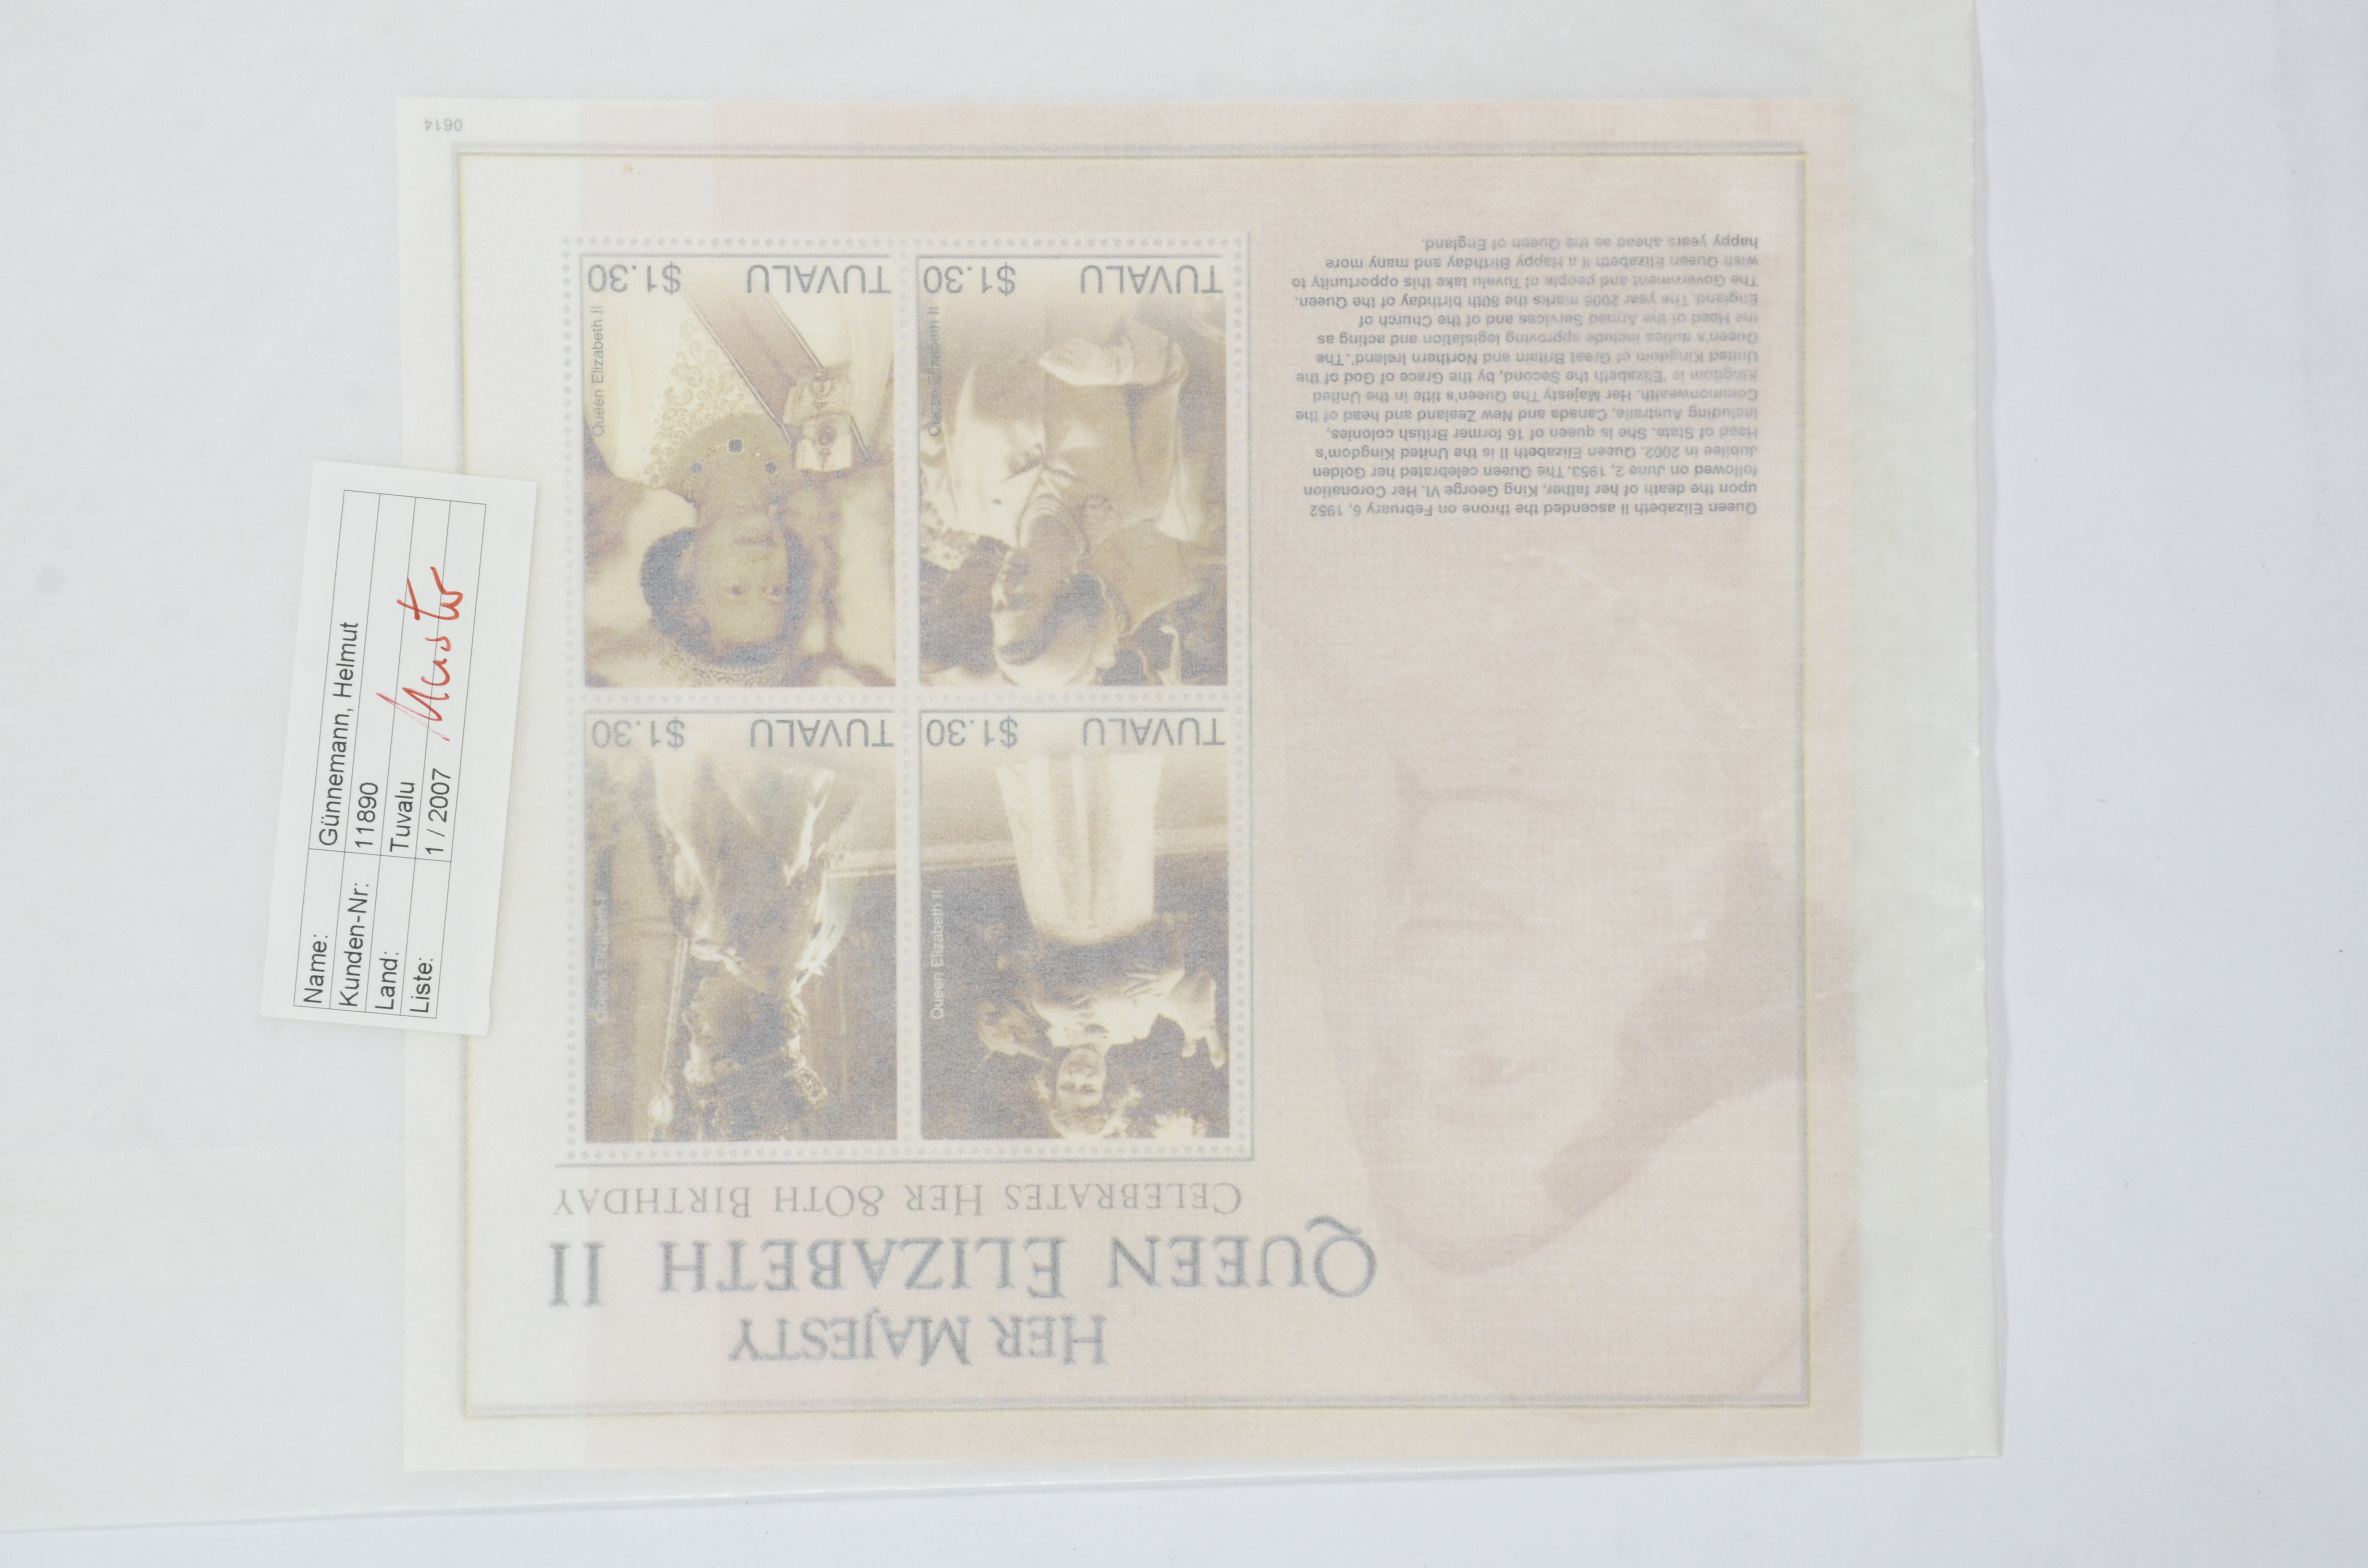 HER MAJESTY
QUEEN ELIZABETH II
CELEBRATES HER 80TH BIRTHDAY
Queen Elizabeth II
TUVALU $1.30
Queen Elizabeth II
TUVALU $1.30
Queen Elizabeth II
TUVALU $1.30
Queen Elizabeth II
TUVALU $1.30
Queen Elizabeth II ascended the throne on February 6, 1952
upon the death of her father, King George VI. Her Coronation
followed on June 2, 1953. The Queen celebrated her Golden
Jubilee in 2002. Queen Elizabeth II is the United Kingdom's
Head of State. She is queen of 16 former British colonies,
including Australia, Canada and New Zealand and head of the
Commonwealth. Her Majesty The Queen's title in the United
Kingdom is 'Elizabeth the Second, by the Grace of God of the
United Kingdom of Great Britain and Northern Ireland'. The
Queen's duties include approving legislation and acting as
the Head of the Armed Services and of the Church of
England. The year 2006 marks the 80th birthday of the Queen.
The Government and people of Tuvalu take this opportunity to
wish Queen Elizabeth II a Happy Birthday and many more
happy years ahead as the Queen of England.
0614
Name: Günnemann, Helmut
Kunden-Nr: 11890
Land: Tuvalu
Liste: 1 / 2007
Muster